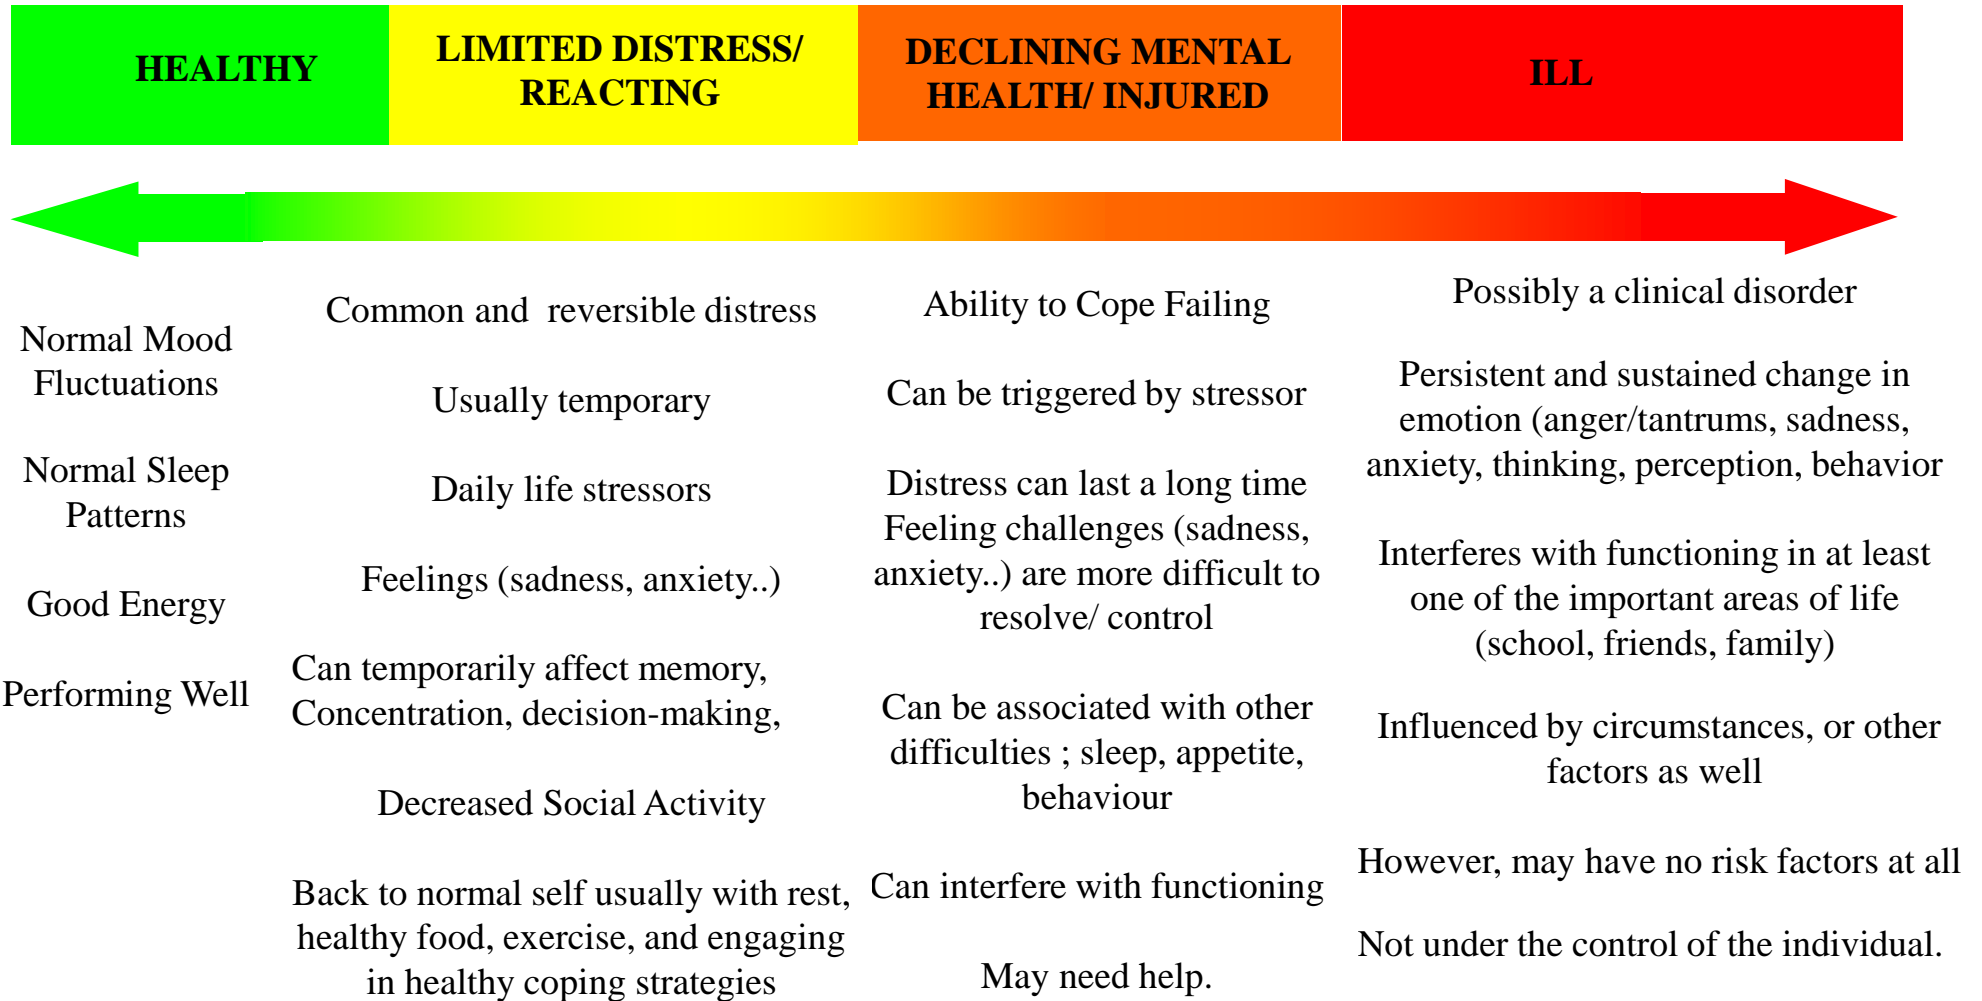 HEALTHY
LIMITED DISTRESS/
REACTING
DECLINING MENTAL
HEALTH/ INJURED
ILL
Normal Mood
Fluctuations
Normal Sleep
Patterns
Good Energy
Performing Well
Common and reversible distress
Usually temporary
Daily life stressors
Feelings (sadness, anxiety..)
Can temporarily affect memory,
Concentration, decision-making,
Decreased Social Activity
Back to normal self usually with rest,
healthy food, exercise, and engaging
in healthy coping strategies
Ability to Cope Failing
Can be triggered by stressor
Distress can last a long time
Feeling challenges (sadness,
anxiety..) are more difficult to
resolve/ control
Can be associated with other
difficulties ; sleep, appetite,
behaviour
Can interfere with functioning
May need help.
Possibly a clinical disorder
Persistent and sustained change in
emotion (anger/tantrums, sadness,
anxiety, thinking, perception, behavior
Interferes with functioning in at least
one of the important areas of life
(school, friends, family)
Influenced by circumstances, or other
factors as well
However, may have no risk factors at all
Not under the control of the individual.